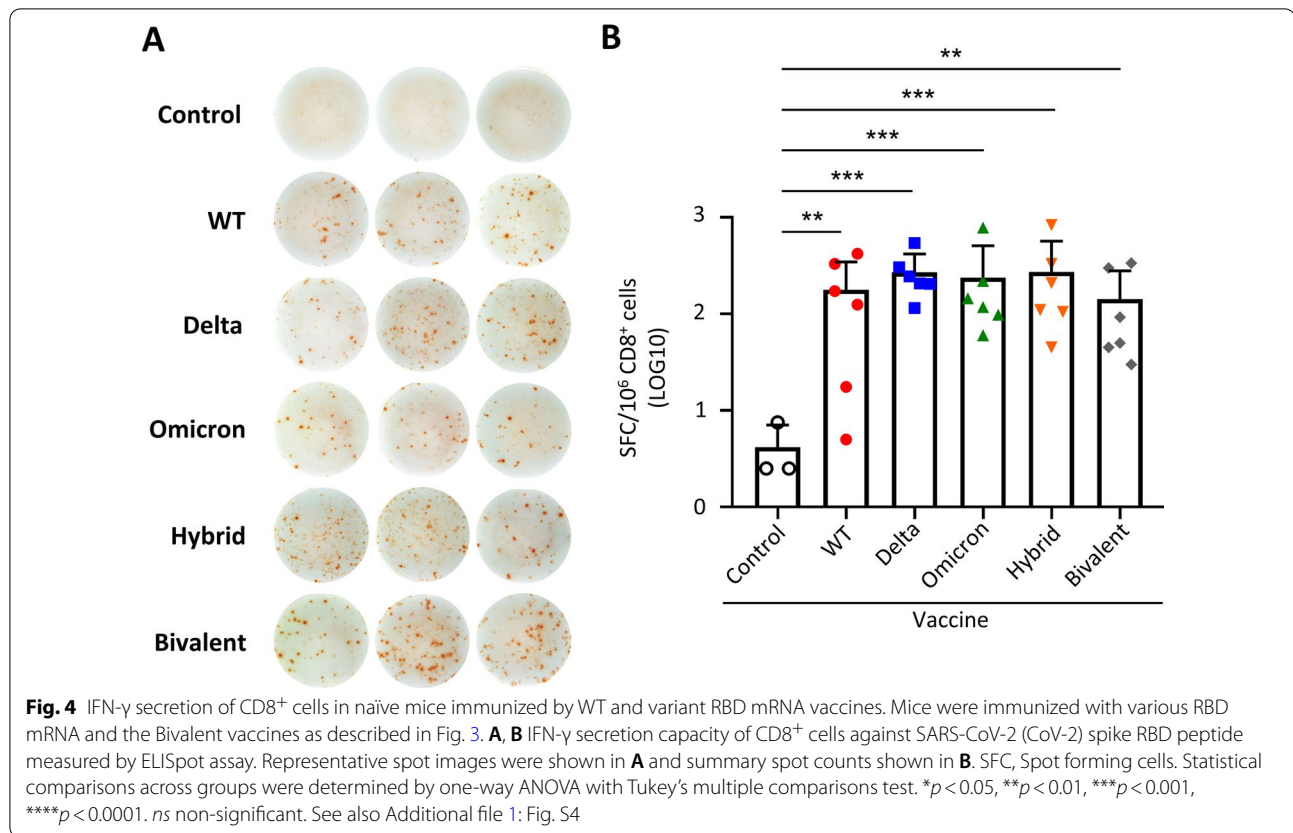 A
Control
WT
Delta
Omicron
Hybrid
Bivalent
B
**
***
***
***
**
SFC/10⁶ CD8⁺ cells
(LOG10)
3
2
1
0
Control
WT
Delta
Omicron
Hybrid
Bivalent
Vaccine
Fig. 4 IFN-γ secretion of CD8⁺ cells in naïve mice immunized by WT and variant RBD mRNA vaccines. Mice were immunized with various RBD
mRNA and the Bivalent vaccines as described in Fig. 3. A, B IFN-γ secretion capacity of CD8⁺ cells against SARS-CoV-2 (CoV-2) spike RBD peptide
measured by ELISpot assay. Representative spot images were shown in A and summary spot counts shown in B. SFC, Spot forming cells. Statistical
comparisons across groups were determined by one-way ANOVA with Tukey's multiple comparisons test. *p < 0.05, **p < 0.01, ***p < 0.001,
****p < 0.0001. ns non-significant. See also Additional file 1: Fig. S4